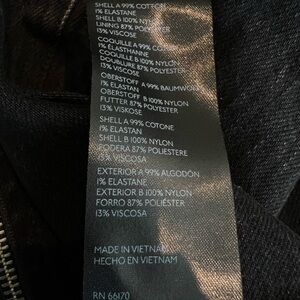 SHELL A 99% COTTON
1% ELASTANE
SHELL B 100% NYLON
LINING 87% POLYESTER
13% VISCOSE
COQUILLE A 99% COTON
1% ÉLASTHANNE
COQUILLE B 100% NYLON
DOUBLURE 87% POLYESTER
13% VISCOSE
OBERSTOFF A 99% BAUMWOLLE
1% ELASTAN
OBERSTOFF B 100% NYLON
FUTTER 87% POLYESTER
13% VISKOSE
SHELL A 99% COTONE
1% ELASTAN
SHELL B 100% NYLON
FODERA 87% POLIESTERE
13% VISCOSA
EXTERIOR A 99% ALGODÓN
1% ELASTANE
EXTERIOR B 100% NYLON
FORRO 87% POLIÉSTER
13% VISCOSA
MADE IN VIETNAM
HECHO EN VIETNAM
RN 66170